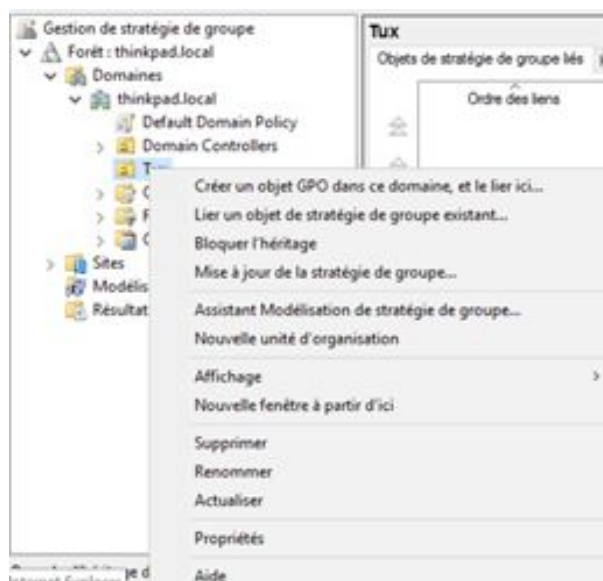 Gestion de stratégie de groupe
Forêt : thinkpad.local
Domaines
thinkpad.local
Default Domain Policy
Domain Controllers
Sites
Tux
Objets de stratégie de groupe liés
Ordre des liens
Créer un objet GPO dans ce domaine, et le lier ici...
Lier un objet de stratégie de groupe existant...
Bloquer l'héritage
Mise à jour de la stratégie de groupe...
Assistant Modélisation de stratégie de groupe...
Nouvelle unité d'organisation
Affichage
Nouvelle fenêtre à partir d'ici
Supprimer
Renommer
Actualiser
Propriétés
Aide